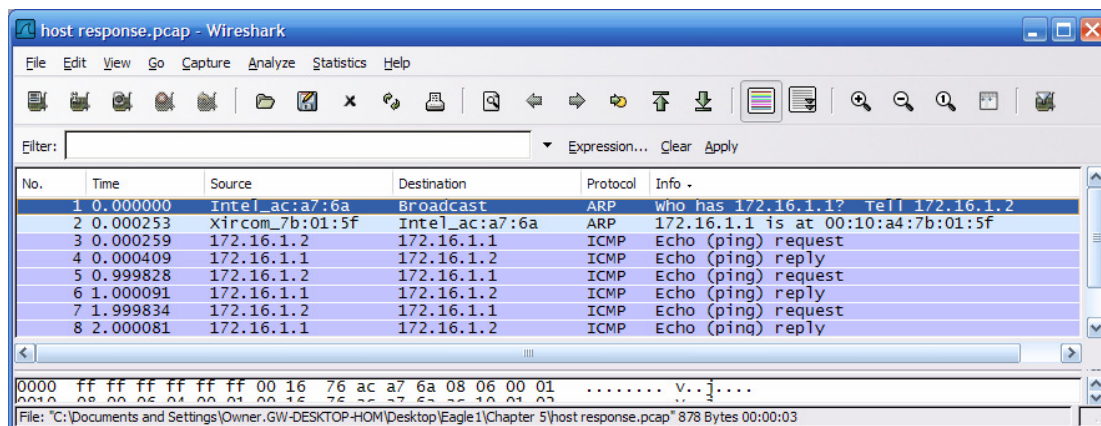 host response.pcap - Wireshark
File Edit View Go Capture Analyze Statistics Help
Filter: Expression... Clear Apply
No. Time Source Destination Protocol Info
1 0.000000 Intel_ac:a7:6a Broadcast ARP Who has 172.16.1.1? Tell 172.16.1.2
2 0.000253 Xircom_7b:01:5f Intel_ac:a7:6a ARP 172.16.1.1 is at 00:10:a4:7b:01:5f
3 0.000259 172.16.1.2 172.16.1.1 ICMP Echo (ping) request
4 0.000409 172.16.1.1 172.16.1.2 ICMP Echo (ping) reply
5 0.999828 172.16.1.2 172.16.1.1 ICMP Echo (ping) request
6 1.000091 172.16.1.1 172.16.1.2 ICMP Echo (ping) reply
7 1.999834 172.16.1.2 172.16.1.1 ICMP Echo (ping) request
8 2.000081 172.16.1.1 172.16.1.2 ICMP Echo (ping) reply
0000 ff ff ff ff ff ff 00 16 76 ac a7 6a 08 06 00 01 ........ v..j....
File: "C:\Documents and Settings\Owner.GW-DESKTOP-HOM\Desktop\Eagle1\Chapter 5\host response.pcap" 878 Bytes 00:00:03